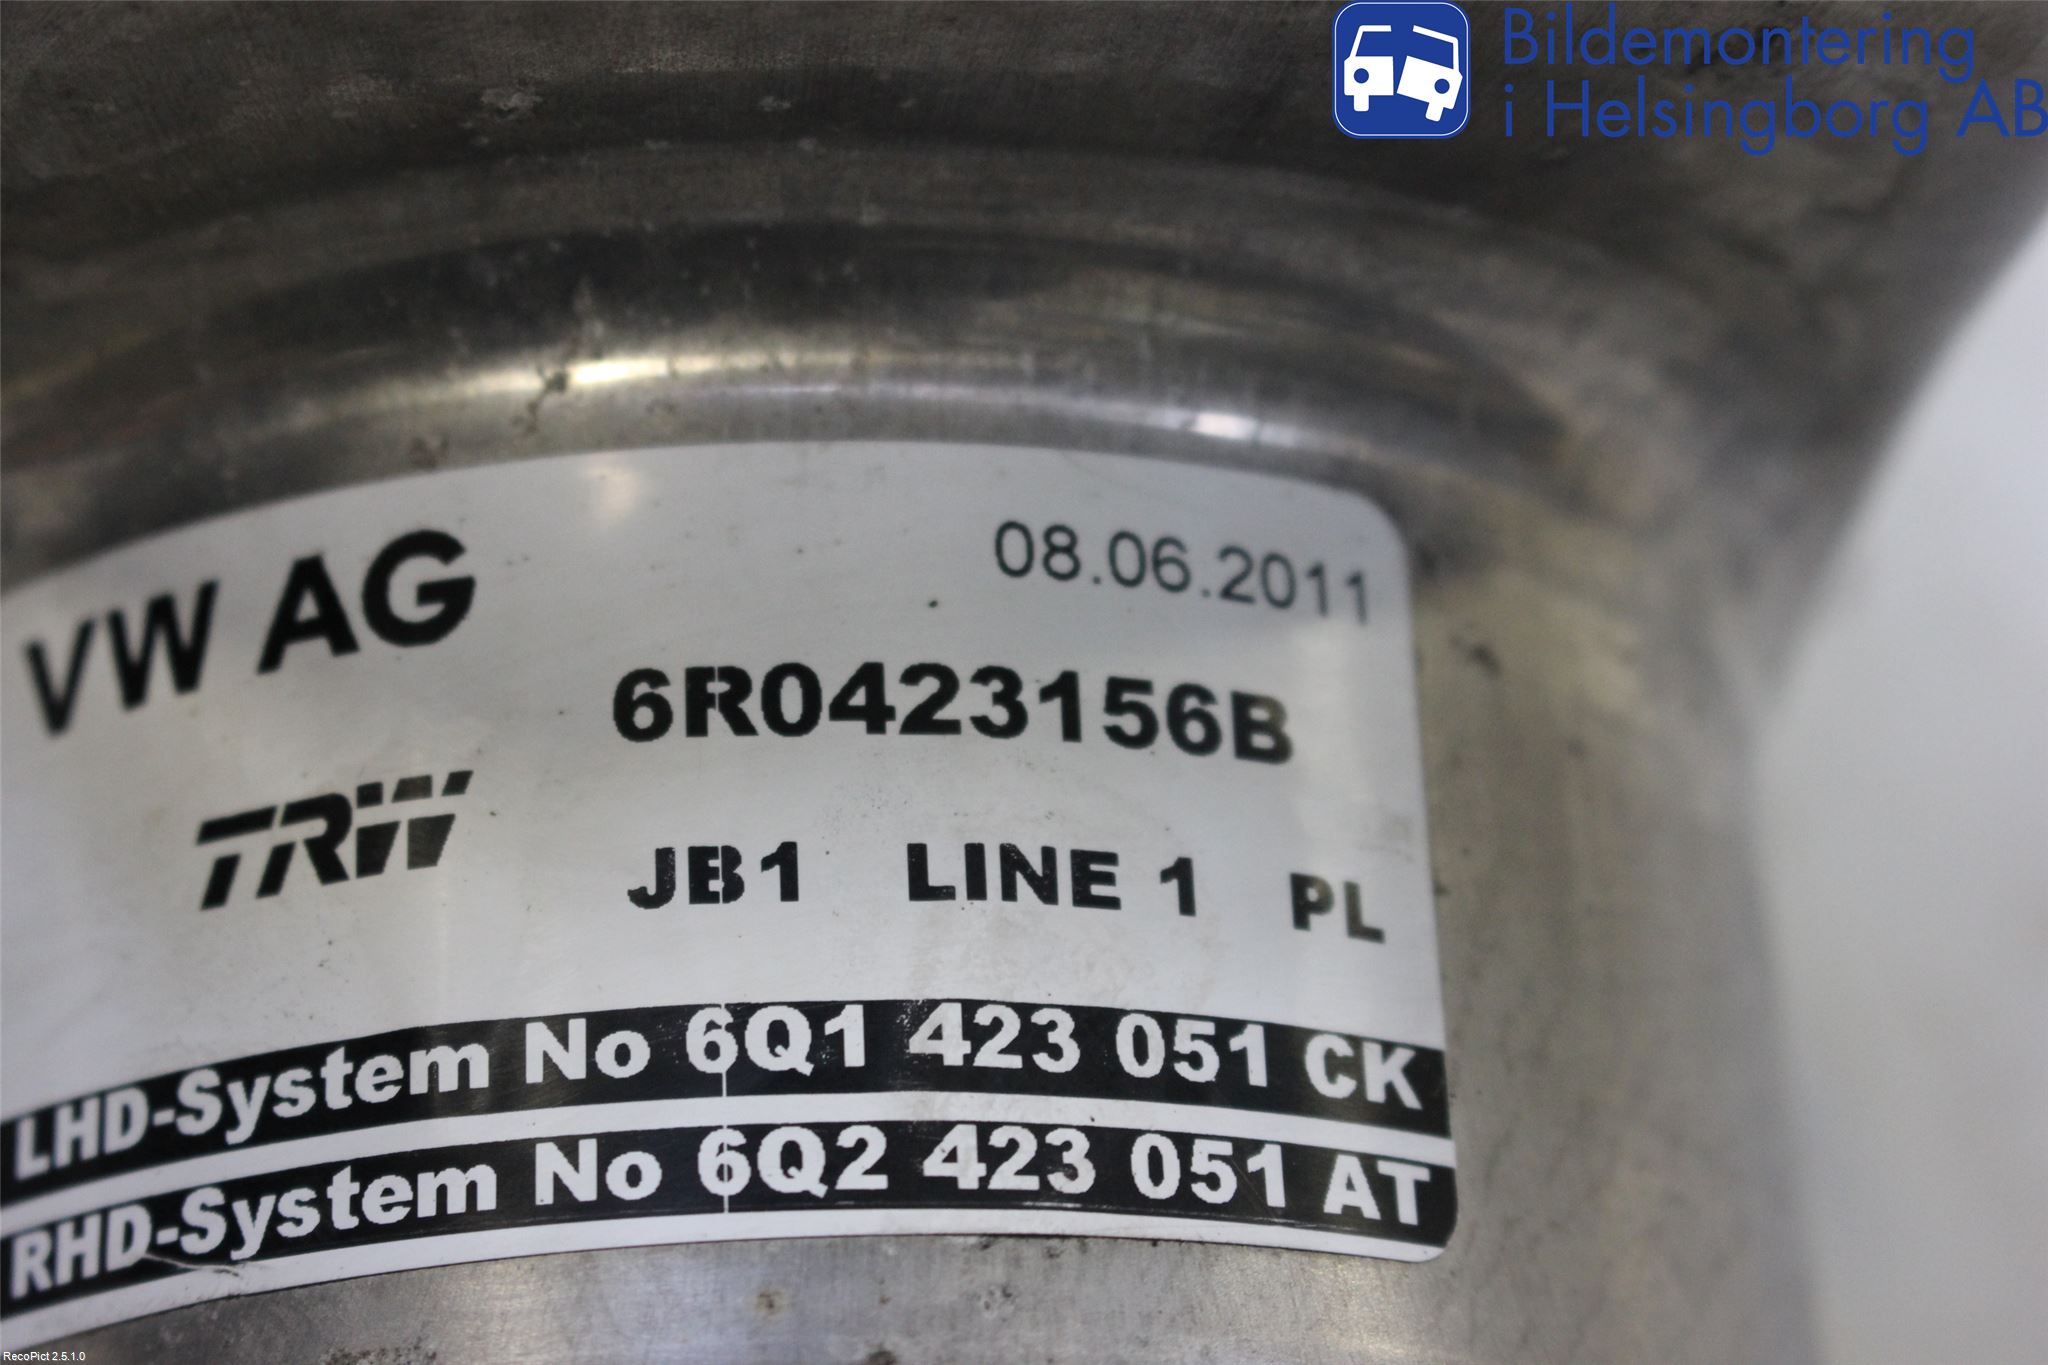 Bildemontering
i Helsingborg AB
VW AG
08.06.2011
6R0423156B
TRW
JB1 LINE 1 PL
LHD-System No 6Q1 423 051 CK
RHD-System No 6Q2 423 051 AT
RecoPict 2.5.1.0